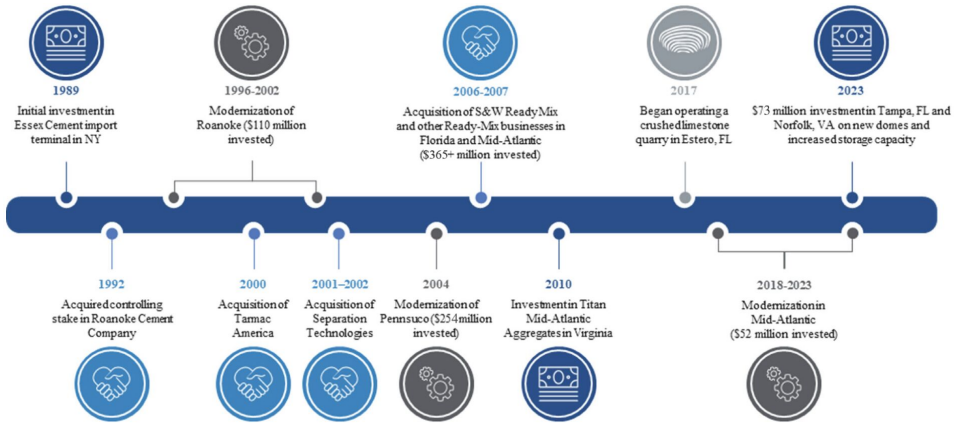 1989
Initial investment in
Essex Cement import
terminal in NY
1996-2002
Modernization of
Roanoke ($110 million
invested)
2006-2007
Acquisition of S&W ReadyMix
and other Ready-Mix businesses in
Florida and Mid-Atlantic
($365+ million invested)
2017
Began operating a
crushed limestone
quarry in Estero, FL
2023
$73 million investment in Tampa, FL and
Norfolk, VA on new domes and
increased storage capacity
1992
Acquired controlling
stake in Roanoke Cement
Company
2000
Acquisition of
Tarmac
America
2001–2002
Acquisition of
Separation
Technologies
2004
Modernization of
Pennsuco ($254 million
invested)
2010
Investment in Titan
Mid-Atlantic
Aggregates in Virginia
2018-2023
Modernization in
Mid-Atlantic
($52 million invested)